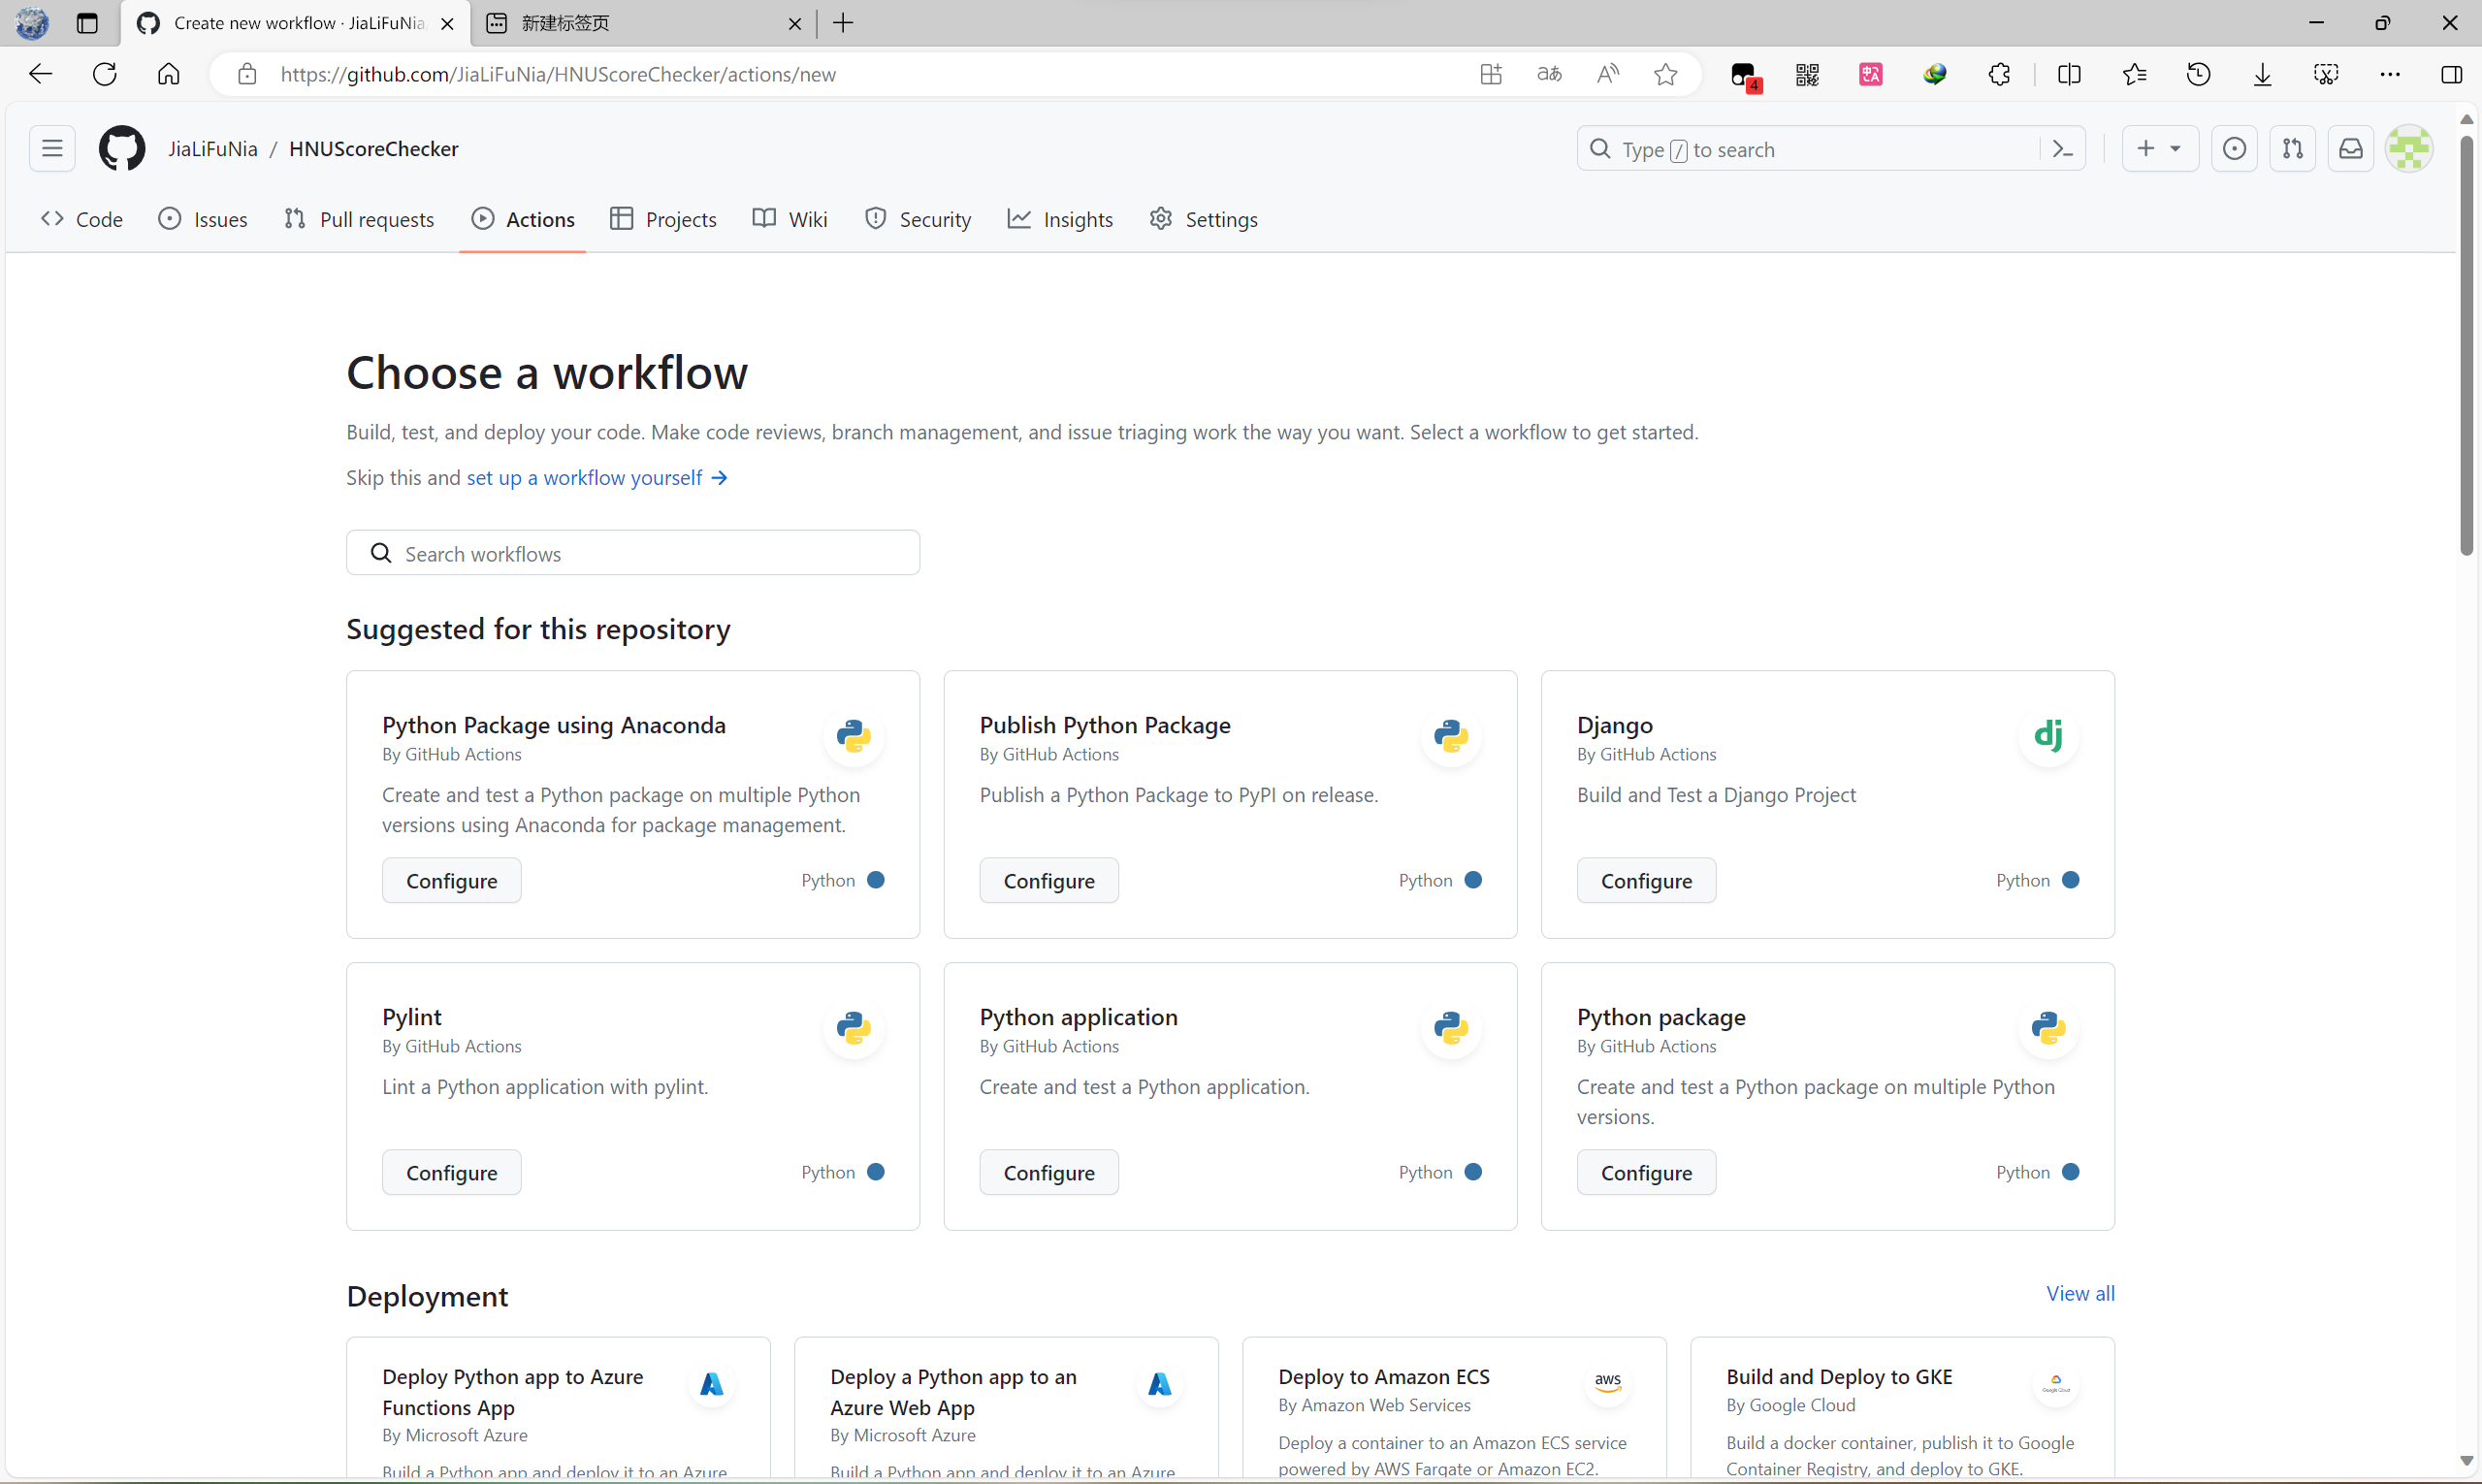 Create new workflow · JiaLiFuNia
新建标签页
https://github.com/JiaLiFuNia/HNUScoreChecker/actions/new
4
JiaLiFuNia / HNUScoreChecker
Type / to search
Code
Issues
Pull requests
Actions
Projects
Wiki
Security
Insights
Settings
Choose a workflow
Build, test, and deploy your code. Make code reviews, branch management, and issue triaging work the way you want. Select a workflow to get started.
Skip this and set up a workflow yourself →
Search workflows
Suggested for this repository
Python Package using Anaconda
By GitHub Actions
Create and test a Python package on multiple Python
versions using Anaconda for package management.
Configure
Python
Publish Python Package
By GitHub Actions
Publish a Python Package to PyPI on release.
Configure
Python
Django
By GitHub Actions
Build and Test a Django Project
Configure
Python
Pylint
By GitHub Actions
Lint a Python application with pylint.
Configure
Python
Python application
By GitHub Actions
Create and test a Python application.
Configure
Python
Python package
By GitHub Actions
Create and test a Python package on multiple Python
versions.
Configure
Python
Deployment
View all
Deploy Python app to Azure
Functions App
By Microsoft Azure
Build a Python app and deploy it to an Azure
Deploy a Python app to an
Azure Web App
By Microsoft Azure
Build a Python app and deploy it to an Azure
Deploy to Amazon ECS
By Amazon Web Services
aws
Deploy a container to an Amazon ECS service
powered by AWS Fargate or Amazon EC2.
Build and Deploy to GKE
By Google Cloud
Google Cloud
Build a docker container, publish it to Google
Container Registry, and deploy to GKE.